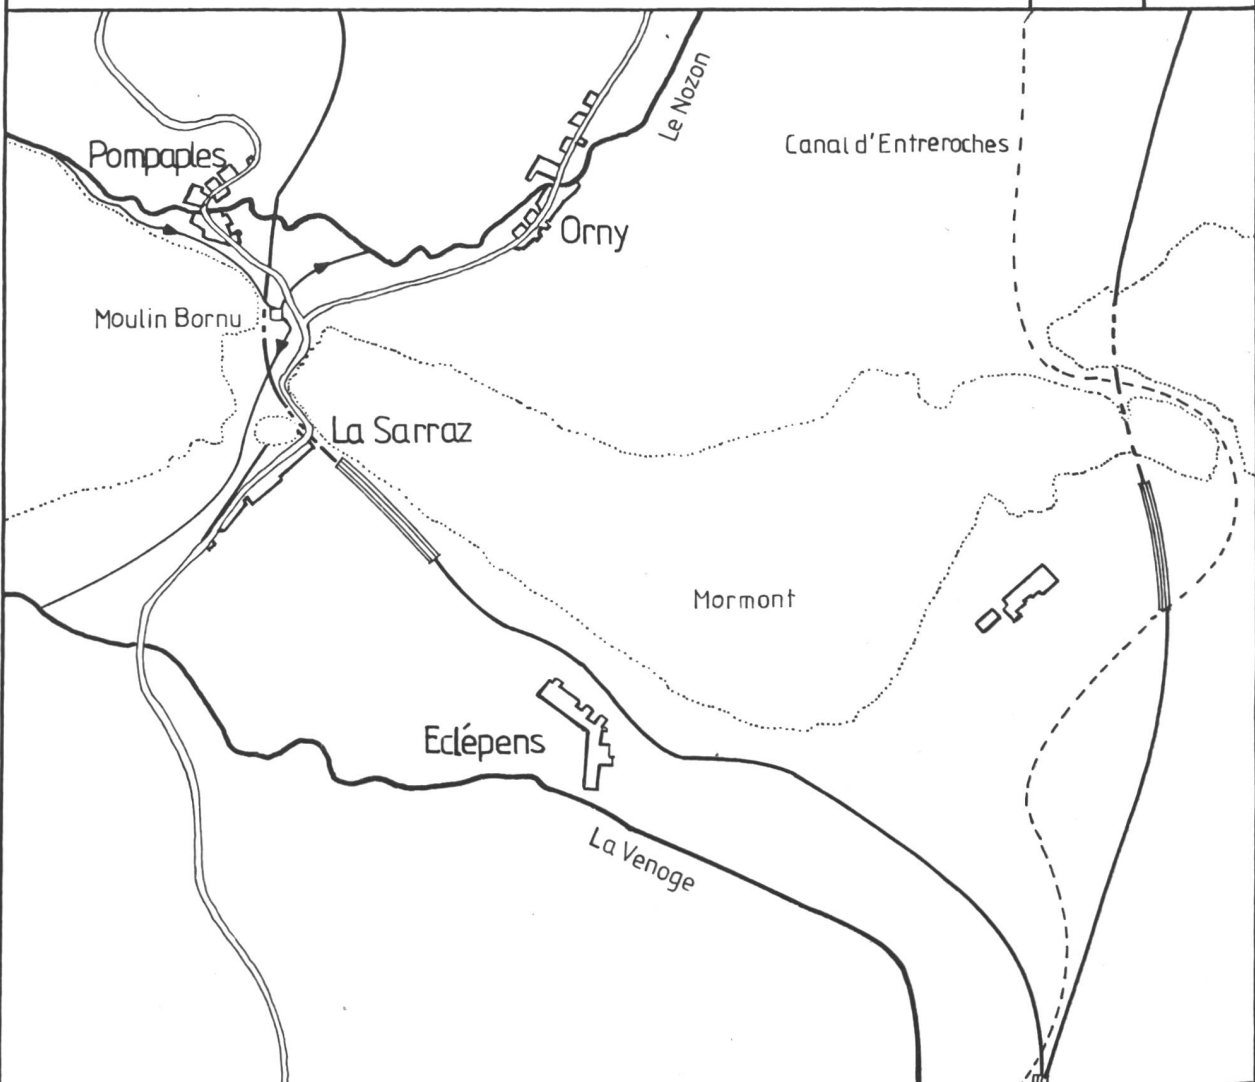 Le Nozon
Canal d'Entreroches
Pompaples
Orny
Moulin Bornu
La Sarraz
Mormont
Eclépens
La Venoge